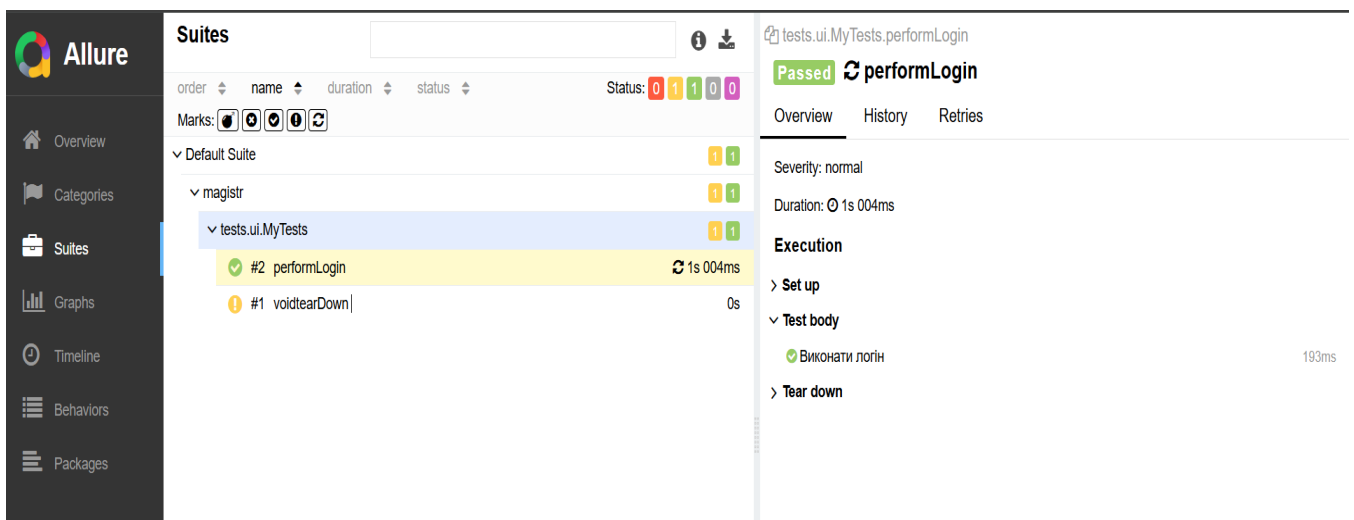 Allure
Overview
Categories
Suites
Graphs
Timeline
Behaviors
Packages
Suites
order name duration status Status: 0 1 1 0 0
Marks:
Default Suite 1 1
magistr 1 1
tests.ui.MyTests 1 1
#2 performLogin 1s 004ms
#1 voidtearDown 0s
tests.ui.MyTests.performLogin
Passed performLogin
Overview History Retries
Severity: normal
Duration: 1s 004ms
Execution
Set up
Test body
Виконати логін 193ms
Tear down